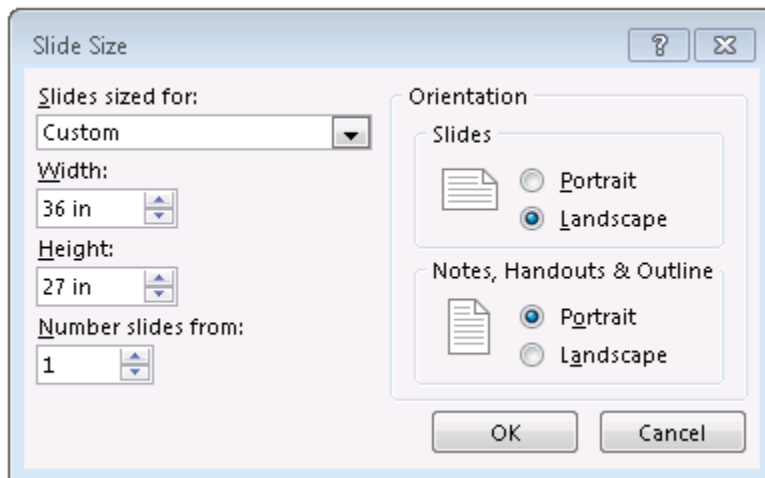 Slide Size
Slides sized for:
Custom
Width:
36 in
Height:
27 in
Number slides from:
1
Orientation
Slides
Portrait
Landscape
Notes, Handouts & Outline
Portrait
Landscape
OK
Cancel